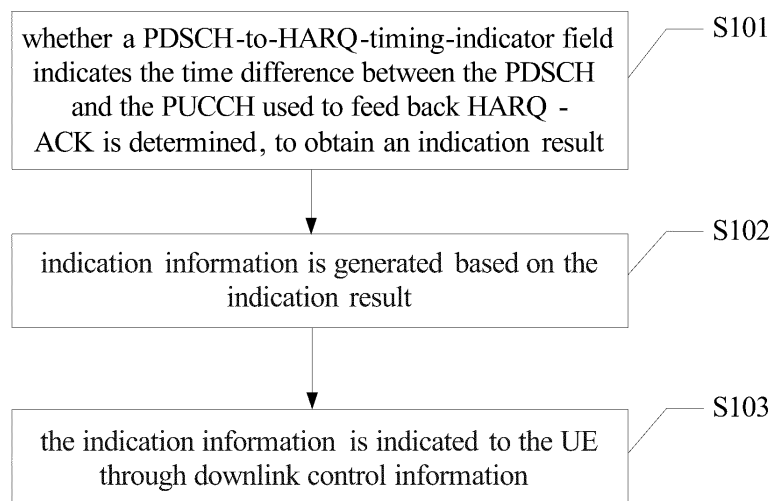 whether a PDSCH-to-HARQ-timing-indicator field
indicates the time difference between the PDSCH
and the PUCCH used to feed back HARQ -
ACK is determined, to obtain an indication result
S101
indication information is generated based on the
indication result
S102
the indication information is indicated to the UE
through downlink control information
S103